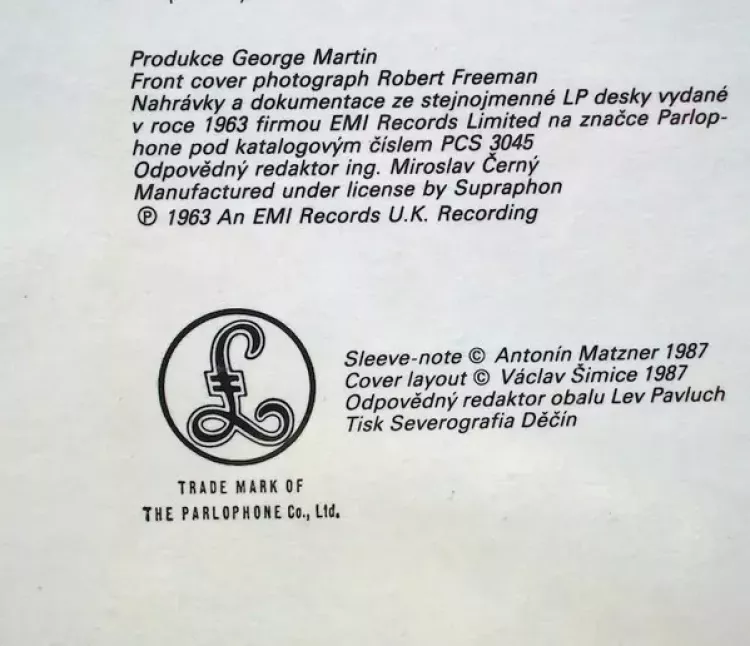 Produkce George Martin
Front cover photograph Robert Freeman
Nahrávky a dokumentace ze stejnojmenné LP desky vydané
v roce 1963 firmou EMI Records Limited na značce Parlop-
hone pod katalogovým číslem PCS 3045
Odpovědný redaktor ing. Miroslav Černý
Manufactured under license by Supraphon
℗ 1963 An EMI Records U.K. Recording
£
TRADE MARK OF
THE PARLOPHONE Co., Ltd.
Sleeve-note © Antonín Matzner 1987
Cover layout © Václav Šimice 1987
Odpovědný redaktor obalu Lev Pavluch
Tisk Severografia Děčín